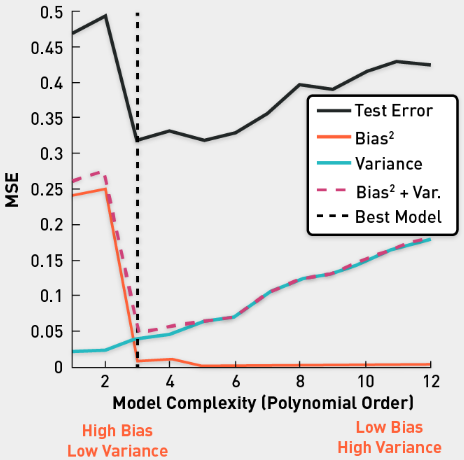 0.5
0.45
0.4
0.35
0.3
0.25
0.2
0.15
0.1
0.05
0
MSE
Test Error
Bias²
Variance
Bias² + Var.
Best Model
2 4 6 8 10 12
Model Complexity (Polynomial Order)
High Bias
Low Variance
Low Bias
High Variance